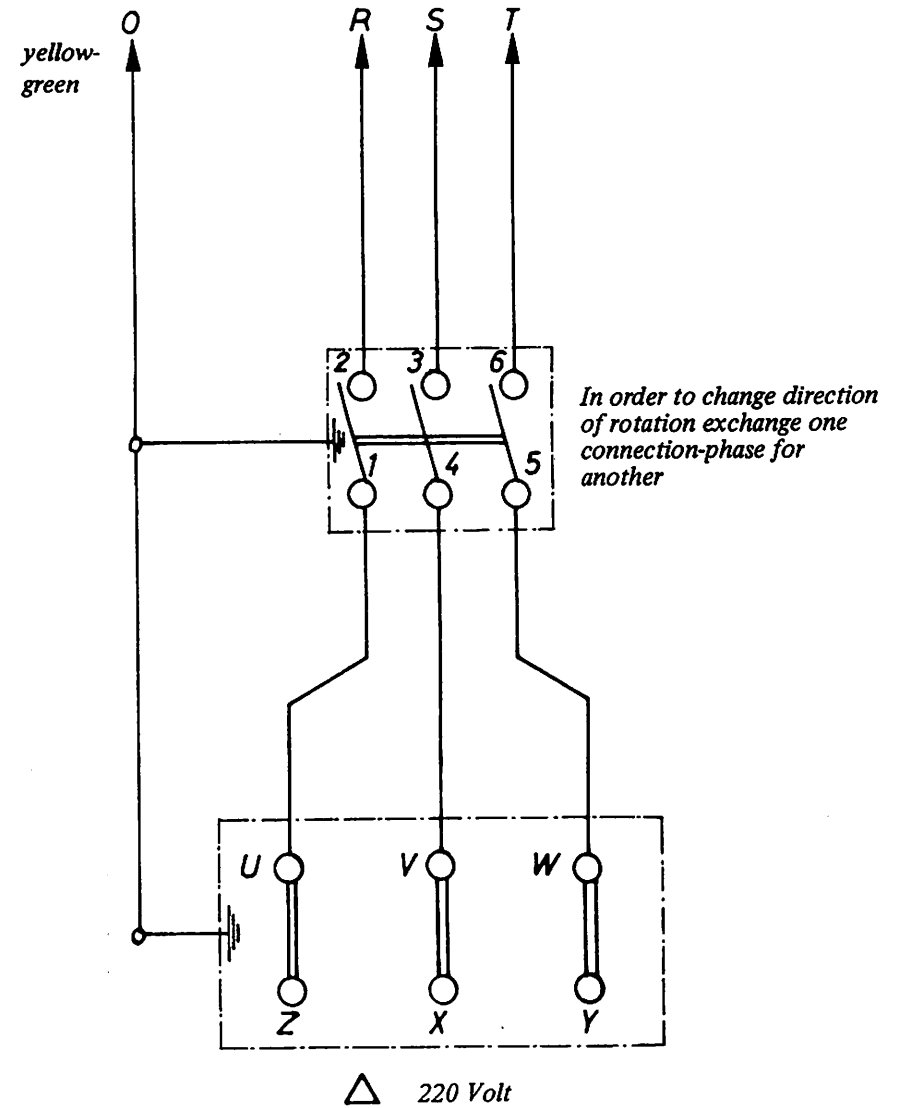 O R S T
yellow-
green
2 3 6
In order to change direction
of rotation exchange one
connection-phase for
another
1 4 5
U V W
Z X Y
△ 220 Volt